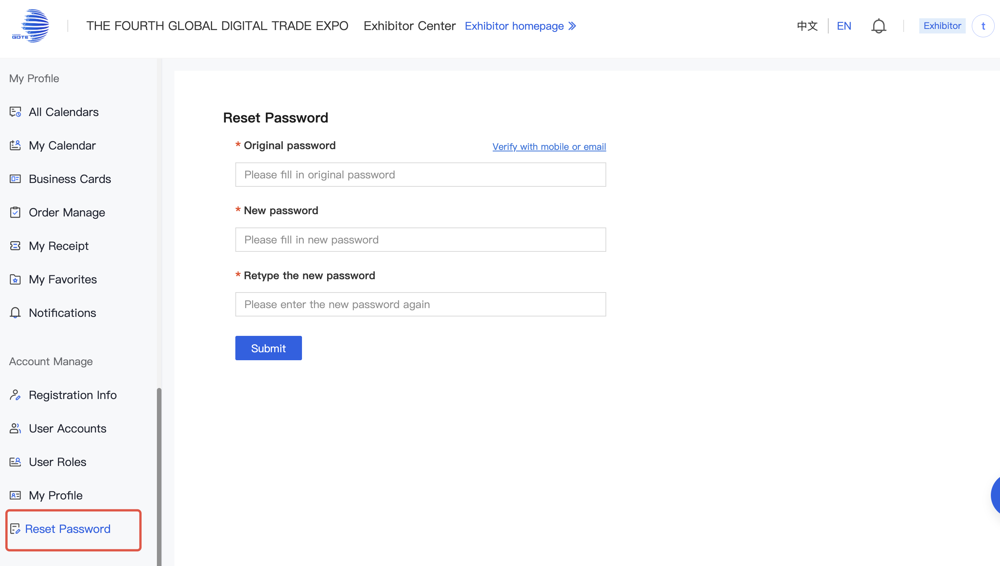 GDTE
THE FOURTH GLOBAL DIGITAL TRADE EXPO Exhibitor Center Exhibitor homepage
中文 EN Exhibitor t
My Profile
All Calendars
My Calendar
Business Cards
Order Manage
My Receipt
My Favorites
Notifications
Account Manage
Registration Info
User Accounts
User Roles
My Profile
Reset Password
Reset Password
* Original password Verify with mobile or email
Please fill in original password
* New password
Please fill in new password
* Retype the new password
Please enter the new password again
Submit